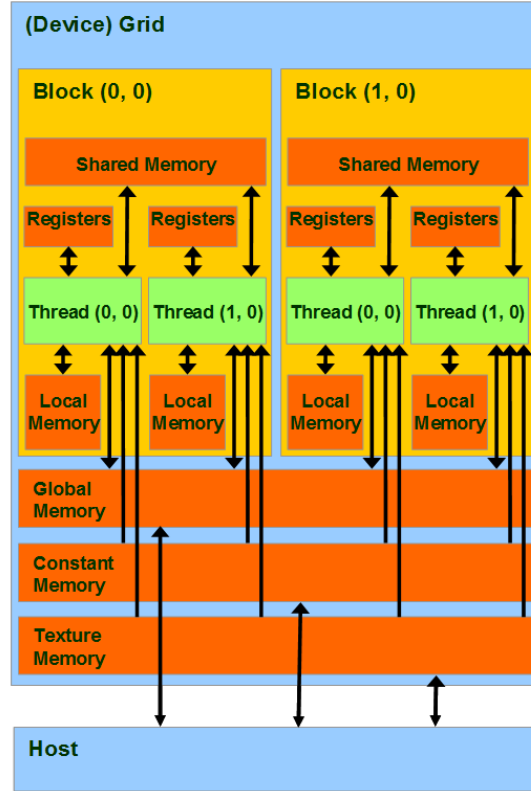 (Device) Grid
Block (0, 0)
Block (1, 0)
Shared Memory
Shared Memory
Registers
Registers
Registers
Registers
Thread (0, 0)
Thread (1, 0)
Thread (0, 0)
Thread (1, 0)
Local
Memory
Local
Memory
Local
Memory
Local
Memory
Global
Memory
Constant
Memory
Texture
Memory
Host